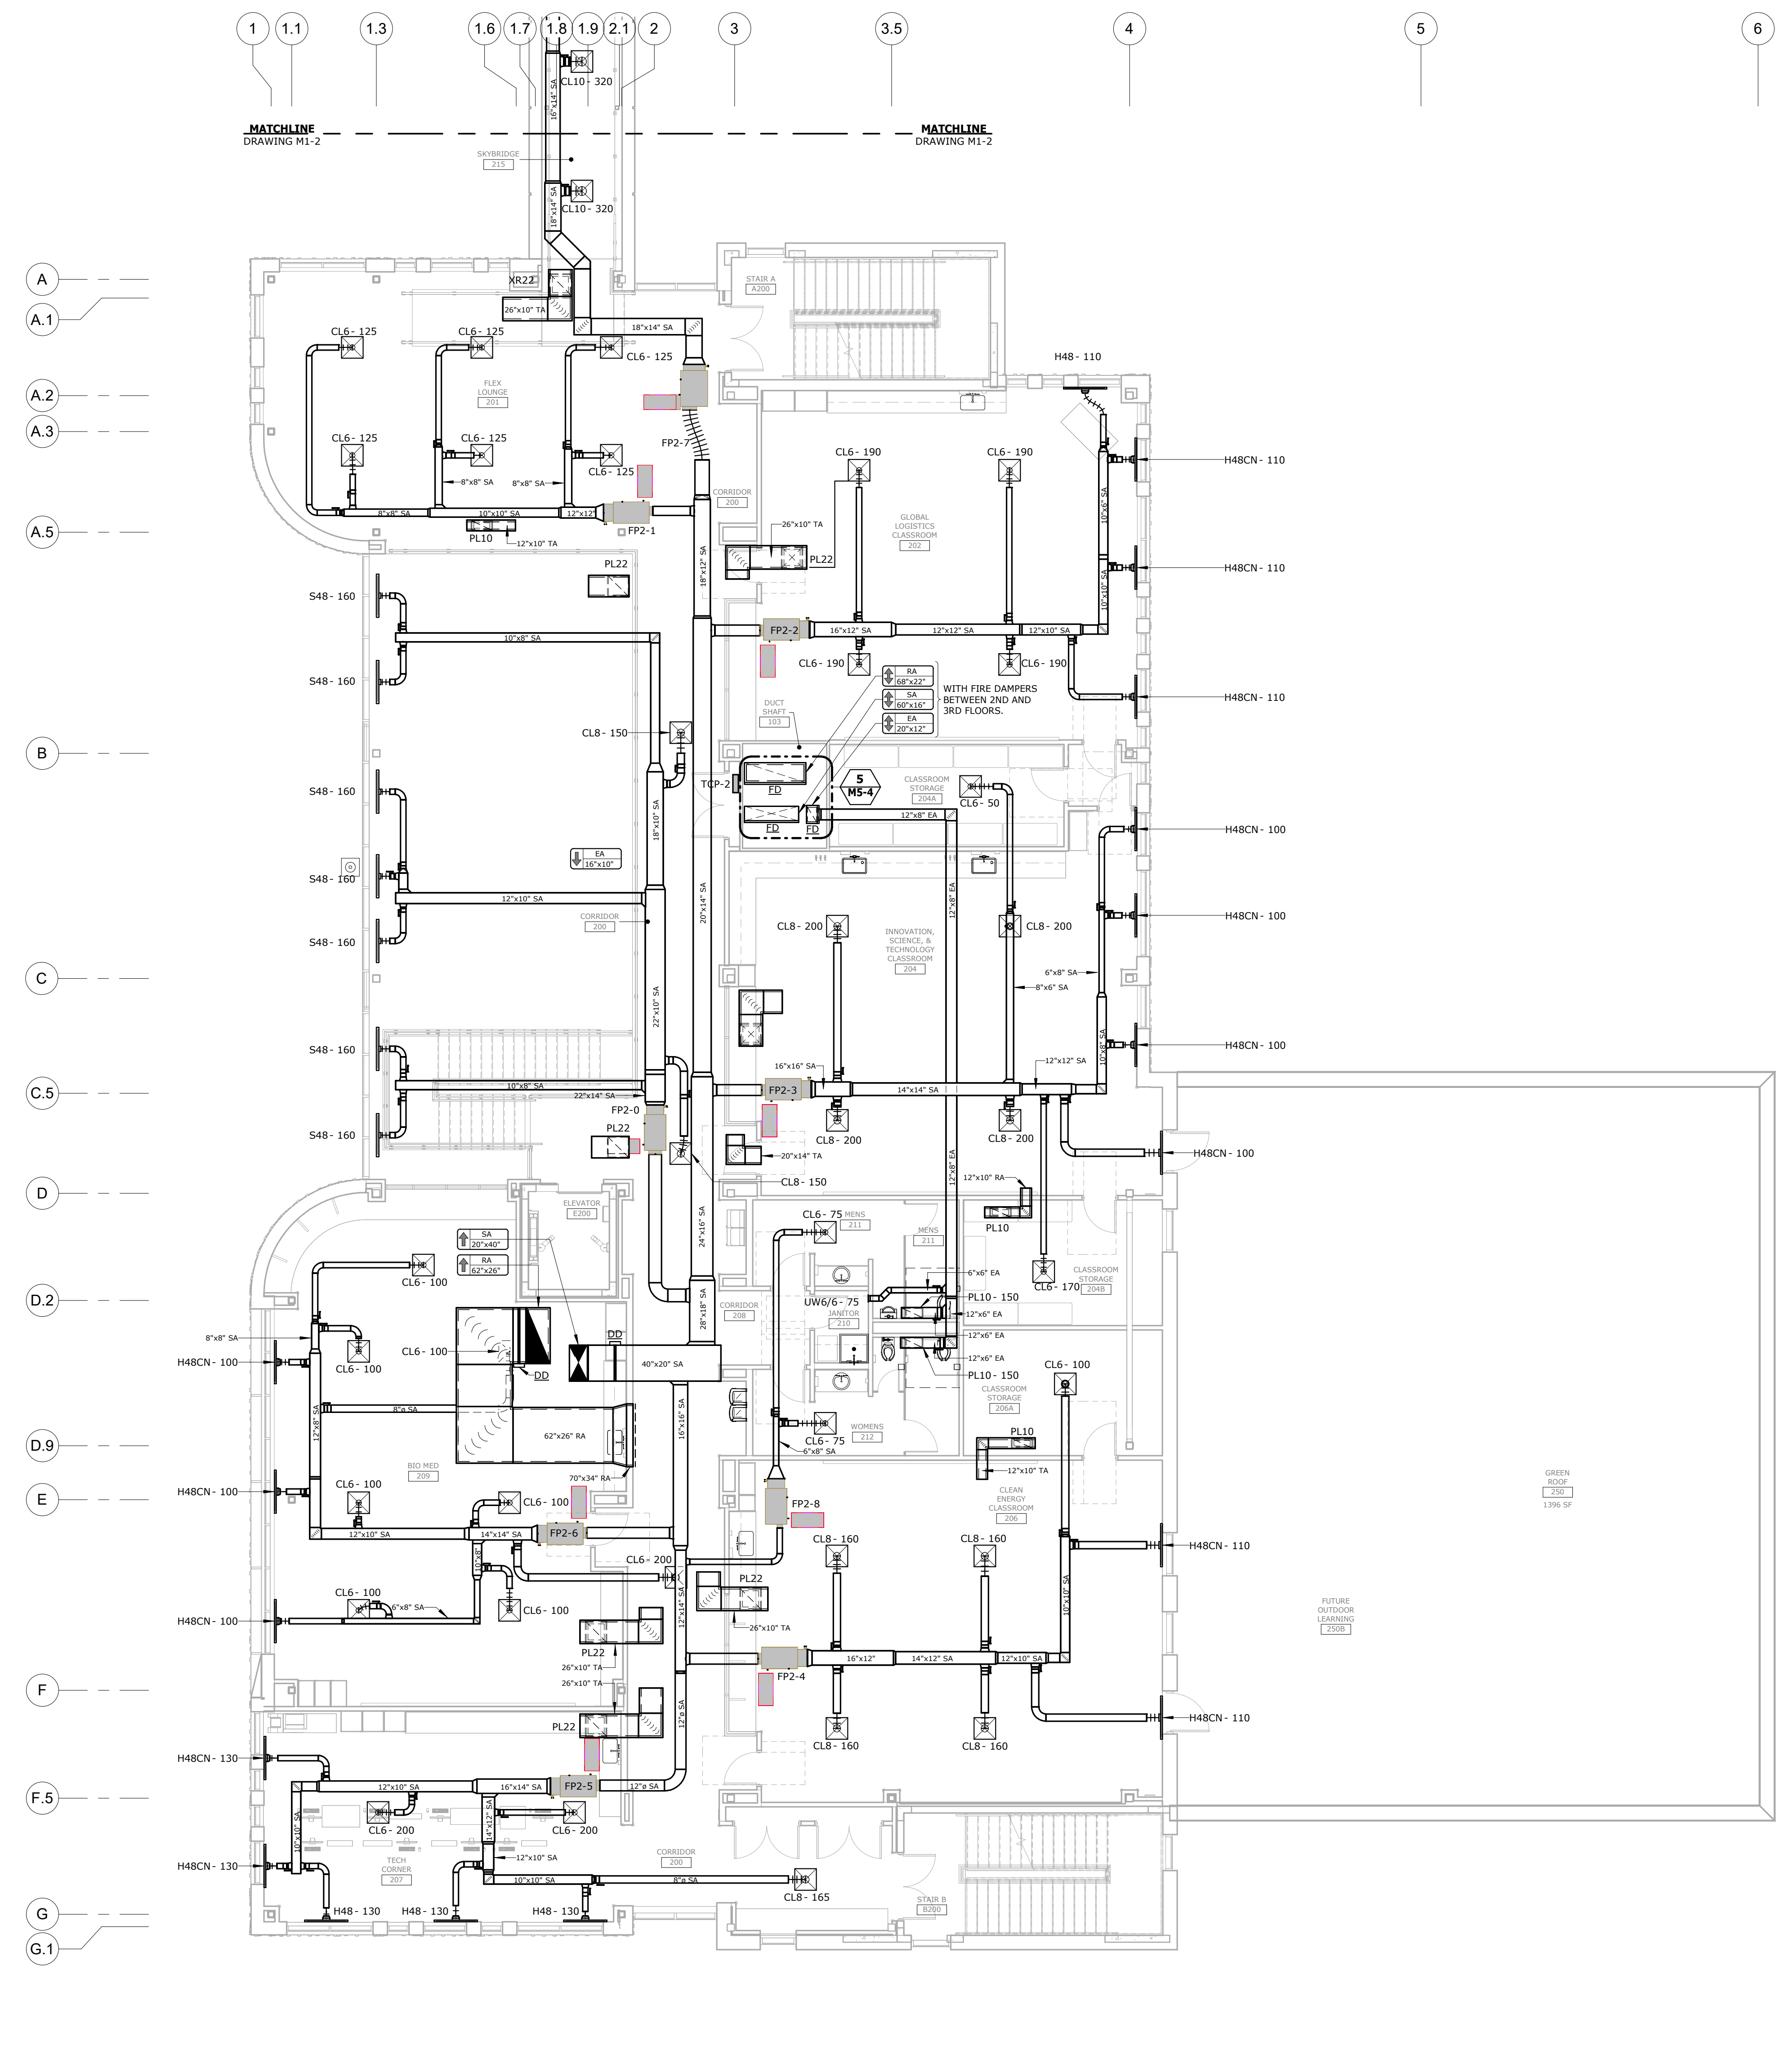 1 1.1 1.3 1.6 1.7 1.8 1.9 2.1 2 3 3.5 4 5 6
CL10 - 320
16"x14" SA
MATCHLINE
DRAWING M1-2
MATCHLINE
DRAWING M1-2
SKYBRIDGE
215
CL10 - 320
18"x14" SA
A
A.1
A.2
A.3
A.5
B
C
C.5
D
D.2
D.9
E
F
F.5
G
G.1
XR22
26"x10" TA
18"x14" SA
STAIR A
A200
CL6 - 125
CL6 - 125
CL6 - 125
FLEX
LOUNGE
201
CL6 - 125
CL6 - 125
CL6 - 125
8"x8" SA
8"x8" SA
FP2-7
8"x8" SA
10"x10" SA
12"x12"
FP2-1
PL10
12"x10" TA
CORRIDOR
200
H48 - 110
CL6 - 190
CL6 - 190
H48CN - 110
10"x6" SA
GLOBAL
LOGISTICS
CLASSROOM
202
26"x10" TA
PL22
PL22
18"x12" SA
H48CN - 110
10"x10" SA
S48 - 160
10"x8" SA
FP2-2
16"x12" SA
12"x12" SA
12"x10" SA
S48 - 160
CL6 - 190
CL6 - 190
H48CN - 110
RA
68"x22"
SA
60"x16"
EA
20"x12"
WITH FIRE DAMPERS
BETWEEN 2ND AND
3RD FLOORS.
DUCT
SHAFT
103
CL8 - 150
TCP-2
FD
FD
FD
5
M5-4
CLASSROOM
STORAGE
204A
CL6 - 50
12"x8" EA
S48 - 160
18"x10" SA
EA
16"x10"
S48 - 160
H48CN - 100
20"x14" SA
12"x8" EA
12"x10" SA
CORRIDOR
200
S48 - 160
CL8 - 200
INNOVATION,
SCIENCE, &
TECHNOLOGY
CLASSROOM
204
CL8 - 200
H48CN - 100
6"x8" SA
8"x6" SA
22"x10" SA
S48 - 160
10"x8" SA
H48CN - 100
10"x8" SA
22"x14" SA
16"x16" SA
12"x12" SA
FP2-3
14"x14" SA
FP2-0
PL22
S48 - 160
CL8 - 200
CL8 - 200
20"x14" TA
CL8 - 150
H48CN - 100
12"x8" EA
12"x10" RA
PL10
ELEVATOR
E200
24"x16" SA
SA
20"x40"
RA
62"x26"
CL6 - 75
MENS
211
MENS
211
CL6 - 100
6"x6" EA
CL6 - 170
CLASSROOM
STORAGE
204B
UW6/6 - 75
PL10 - 150
JANITOR
210
12"x6" EA
CORRIDOR
208
28"x18" SA
8"x8" SA
CL6 - 100
DD
12"x6" EA
12"x6" EA
PL10 - 150
H48CN - 100
CL6 - 100
DD
40"x20" SA
CL6 - 100
CLASSROOM
STORAGE
206A
8"ø SA
12"x8" SA
16"x16" SA
62"x26" RA
WOMENS
212
CL6 - 75
6"x8" SA
PL10
BIO MED
209
70"x34" RA
12"x10" TA
H48CN - 100
CL6 - 100
CL6 - 100
FP2-8
CLEAN
ENERGY
CLASSROOM
206
GREEN
ROOF
250
1396 SF
12"x10" SA
14"x14" SA
FP2-6
CL8 - 160
CL8 - 160
H48CN - 110
10"x8"
CL6 - 200
CL6 - 100
6"x8" SA
CL6 - 100
12"x14" SA
PL22
26"x10" TA
10"x10" SA
FUTURE
OUTDOOR
LEARNING
250B
H48CN - 100
PL22
26"x10" TA
26"x10" TA
FP2-4
16"x12"
14"x12" SA
12"x10" SA
12"ø SA
PL22
H48CN - 110
CL8 - 160
CL8 - 160
H48CN - 130
12"x10" SA
16"x14" SA
FP2-5
12"ø SA
CL6 - 200
CL6 - 200
10"x10" SA
14"x12" SA
TECH
CORNER
207
12"x10" SA
CORRIDOR
200
H48CN - 130
10"x10" SA
8"ø SA
CL8 - 165
H48 - 130
H48 - 130
H48 - 130
STAIR B
B200